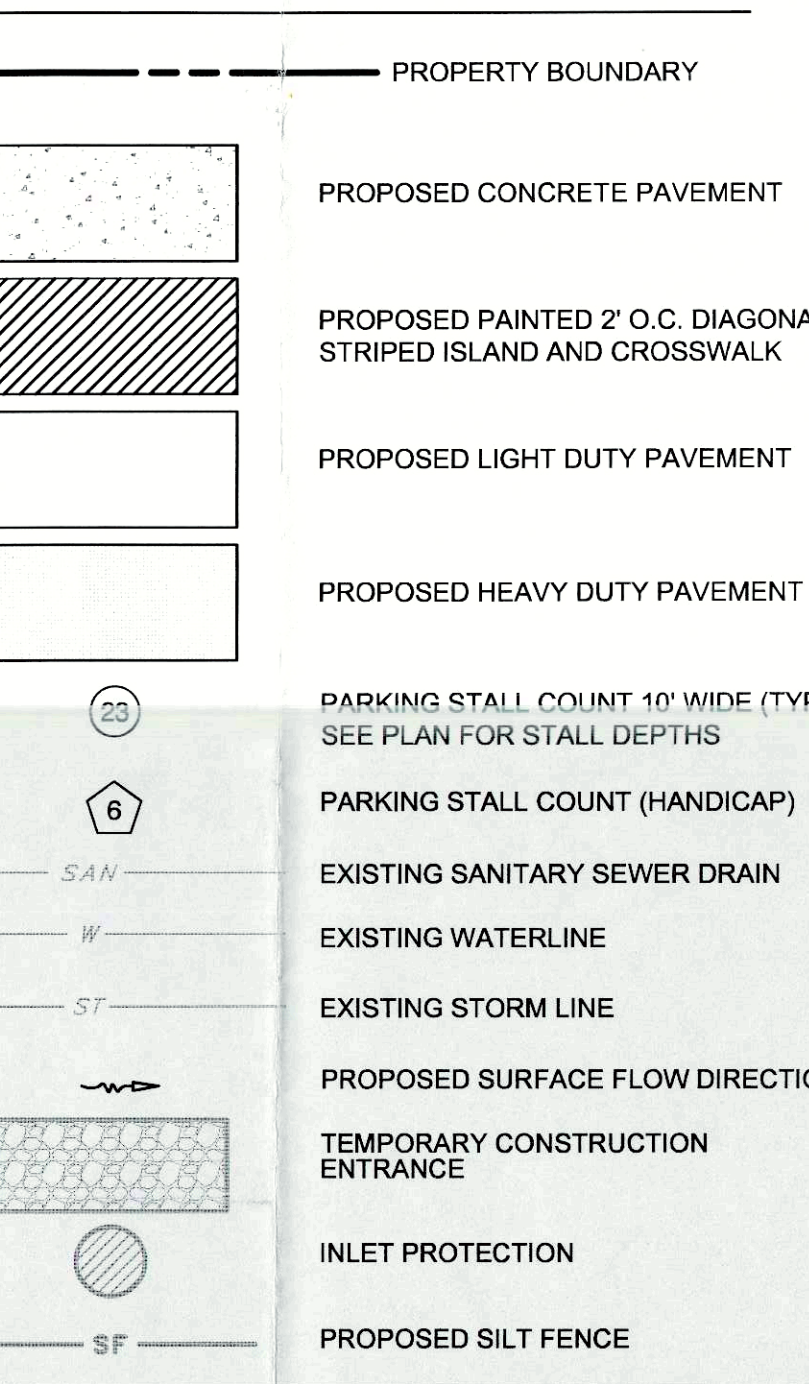 PROPERTY BOUNDARY
PROPOSED CONCRETE PAVEMENT
PROPOSED PAINTED 2' O.C. DIAGONA
STRIPED ISLAND AND CROSSWALK
PROPOSED LIGHT DUTY PAVEMENT
PROPOSED HEAVY DUTY PAVEMENT
23 PARKING STALL COUNT 10' WIDE (TYP
SEE PLAN FOR STALL DEPTHS
6 PARKING STALL COUNT (HANDICAP)
SAN EXISTING SANITARY SEWER DRAIN
W EXISTING WATERLINE
ST EXISTING STORM LINE
PROPOSED SURFACE FLOW DIRECTIO
TEMPORARY CONSTRUCTION
ENTRANCE
INLET PROTECTION
SF PROPOSED SILT FENCE